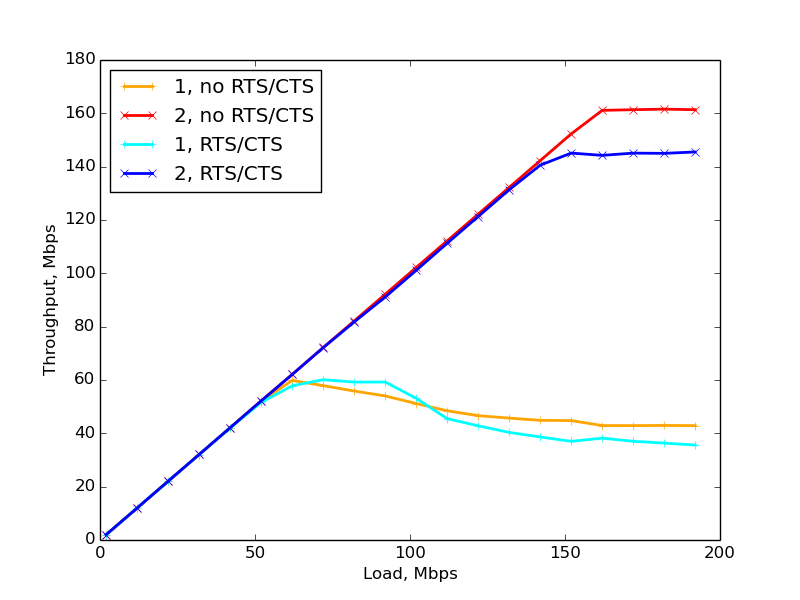 180
160
140
120
100
80
60
40
20
0
Throughput, Mbps
1, no RTS/CTS
2, no RTS/CTS
1, RTS/CTS
2, RTS/CTS
0 50 100 150 200
Load, Mbps